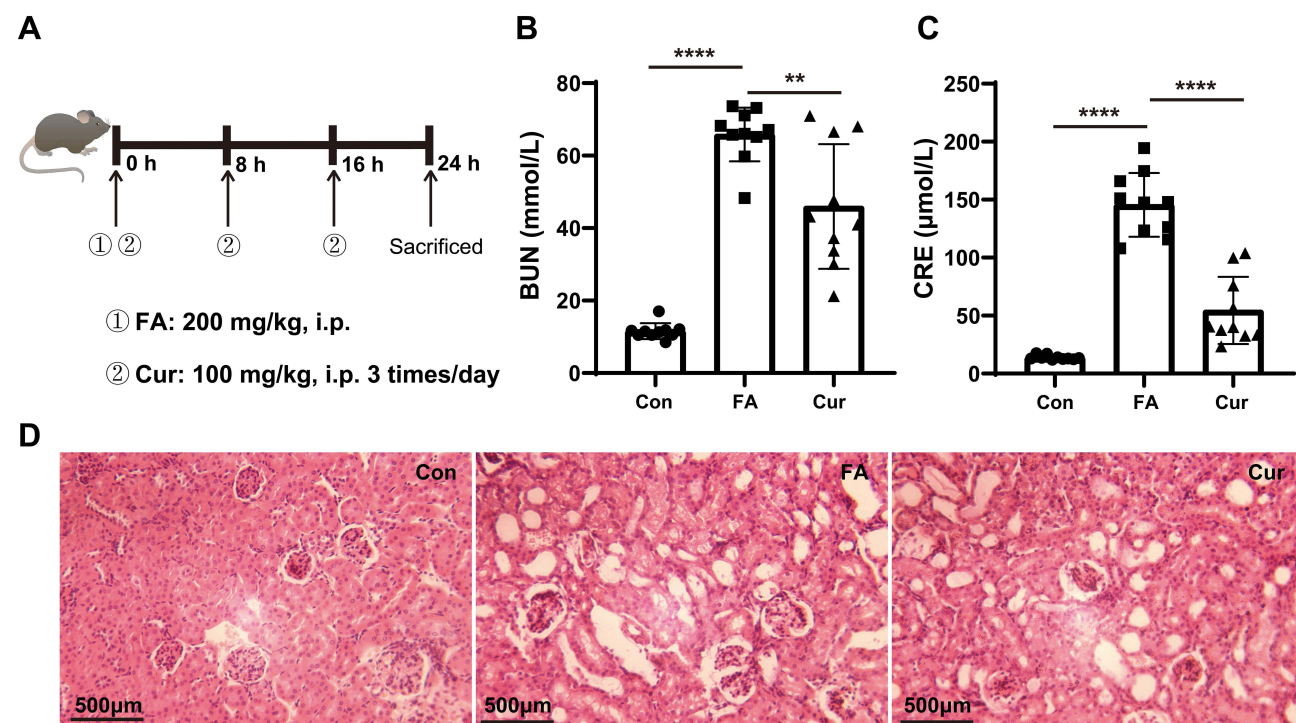 A
0 h
8 h
16 h
24 h
① ②
②
②
Sacrificed
① FA: 200 mg/kg, i.p.
② Cur: 100 mg/kg, i.p. 3 times/day
B
****
**
BUN (mmol/L)
80
60
40
20
0
Con
FA
Cur
C
****
****
CRE (μmol/L)
250
200
150
100
50
0
Con
FA
Cur
D
Con
500μm
FA
500μm
Cur
500μm